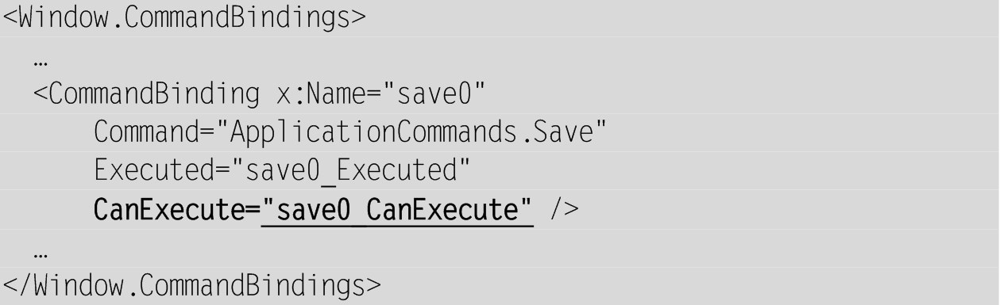 <Window.CommandBindings>
…
<CommandBinding x:Name="save0"
Command="ApplicationCommands.Save"
Executed="save0_Executed"
CanExecute="save0_CanExecute" />
…
</Window.CommandBindings>